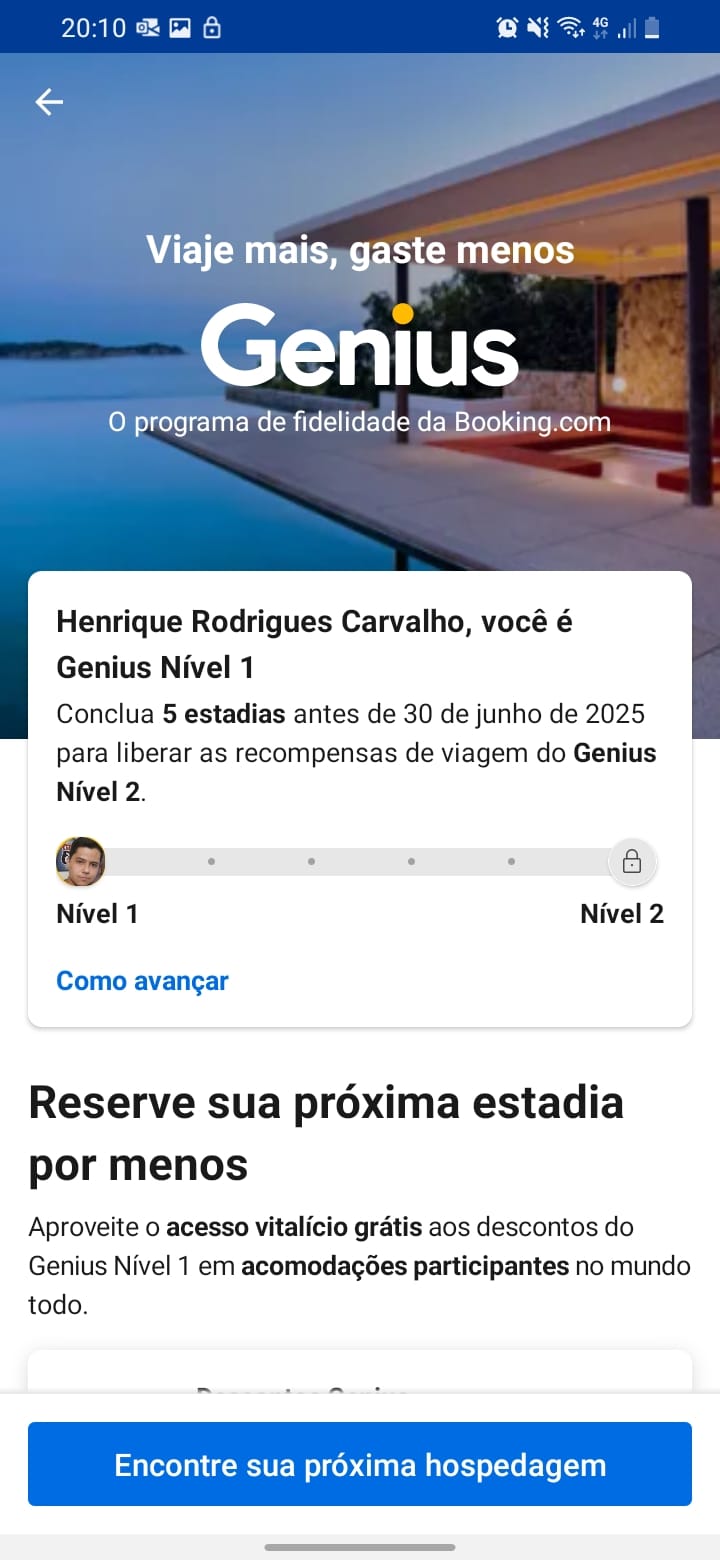 20:10
4G
Viaje mais, gaste menos
Genius
O programa de fidelidade da Booking.com
Henrique Rodrigues Carvalho, você é
Genius Nível 1
Conclua 5 estadias antes de 30 de junho de 2025
para liberar as recompensas de viagem do Genius
Nível 2.
Nível 1
Nível 2
Como avançar
Reserve sua próxima estadia
por menos
Aproveite o acesso vitalício grátis aos descontos do
Genius Nível 1 em acomodações participantes no mundo
todo.
Encontre sua próxima hospedagem